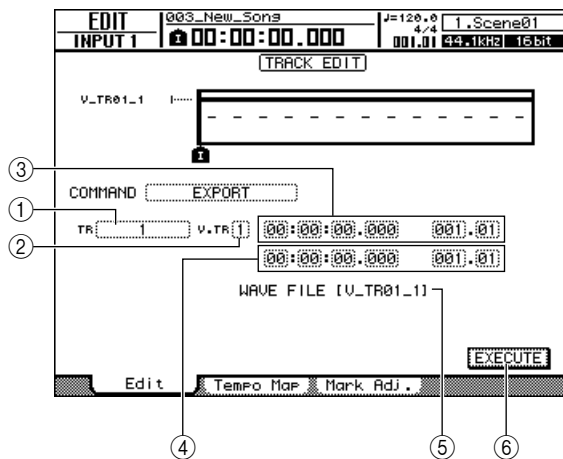 EDIT
INPUT 1
003_New_Song
I 00:00:00.000
♩=120.0
4/4
001.01
1.Scene01
44.1kHz 16bit
TRACK EDIT
V_TR01_1
I
③
COMMAND EXPORT
①
TR 1 V.TR 1 00:00:00.000 001.01
②
00:00:00.000 001.01
WAVE FILE [V_TR01_1]
EXECUTE
Edit Tempo Map Mark Adj.
④ ⑤ ⑥